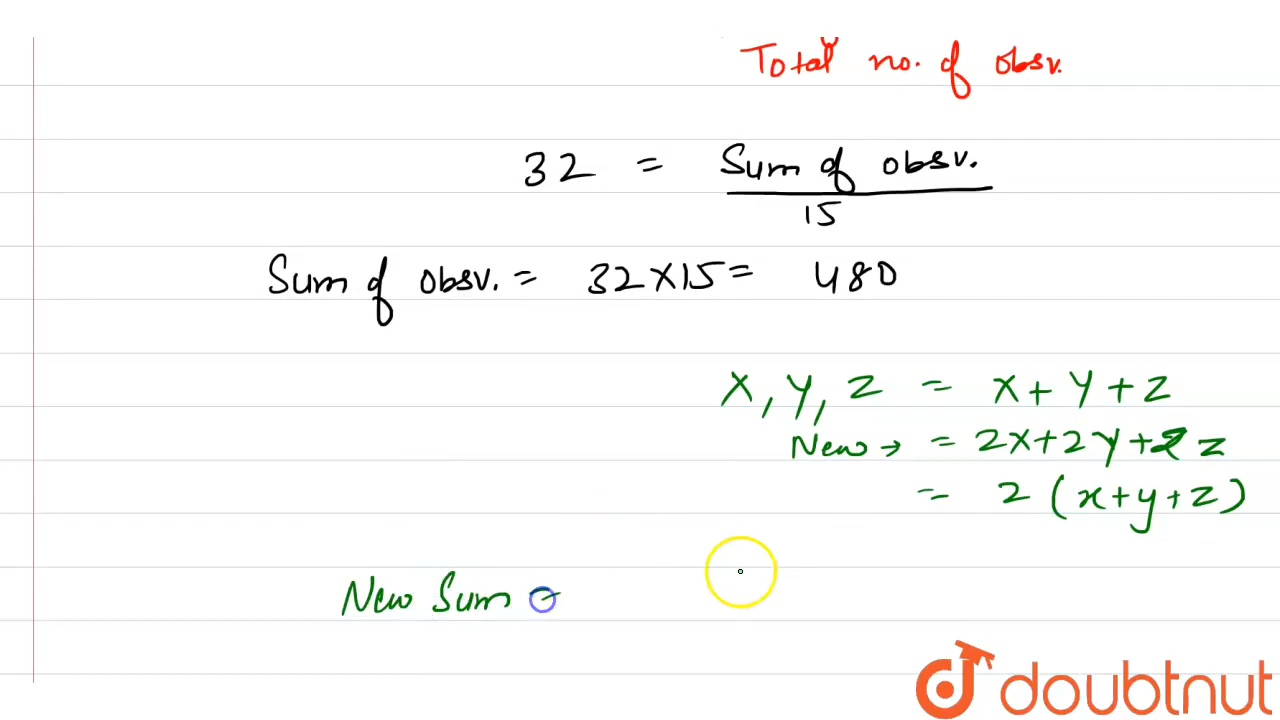 Total no. of obsv.
32 = Sum of obsv.
15
Sum of obsv. = 32×15 = 480
X, Y, Z = X+Y+Z
New → = 2X+2Y+2Z
= 2(x+y+z)
New Sum =
doubtnut